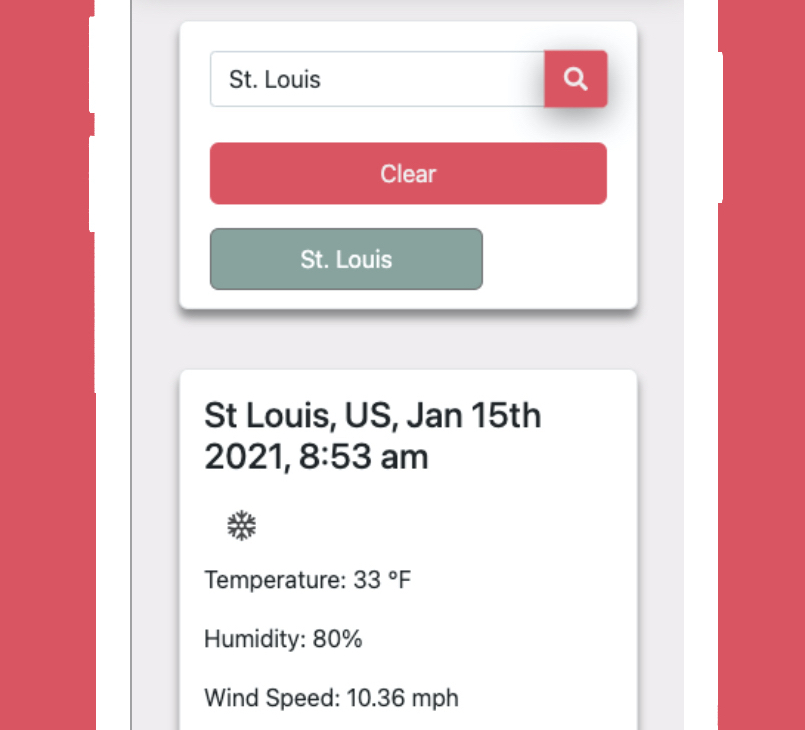 St. Louis
Clear
St. Louis
St Louis, US, Jan 15th
2021, 8:53 am
Temperature: 33 °F
Humidity: 80%
Wind Speed: 10.36 mph